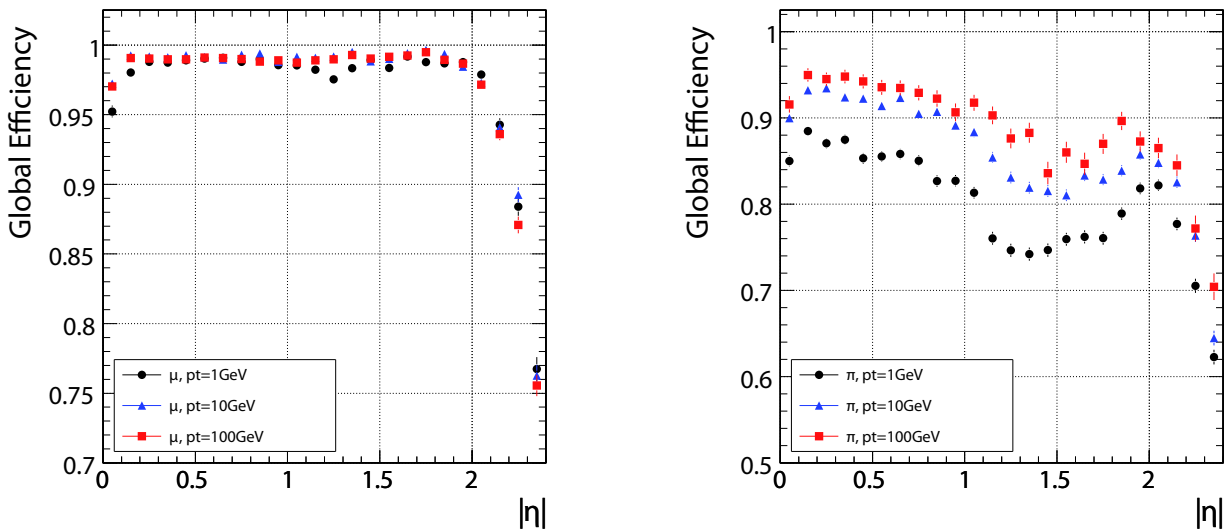 Global Efficiency
1
0.95
0.9
0.85
0.8
0.75
0.7
μ, pt=1GeV
μ, pt=10GeV
μ, pt=100GeV
0 0.5 1 1.5 2
|η|
Global Efficiency
1
0.9
0.8
0.7
0.6
0.5
π, pt=1GeV
π, pt=10GeV
π, pt=100GeV
0 0.5 1 1.5 2
|η|